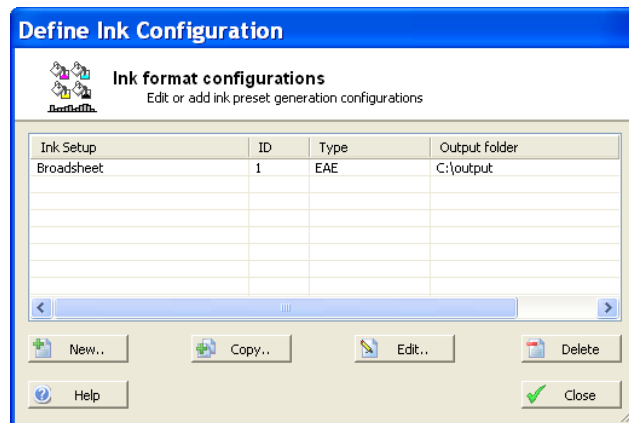 Define Ink Configuration
Ink format configurations
Edit or add ink preset generation configurations
Ink Setup ID Type Output folder
Broadsheet 1 EAE C:\output
New.. Copy.. Edit.. Delete
Help Close